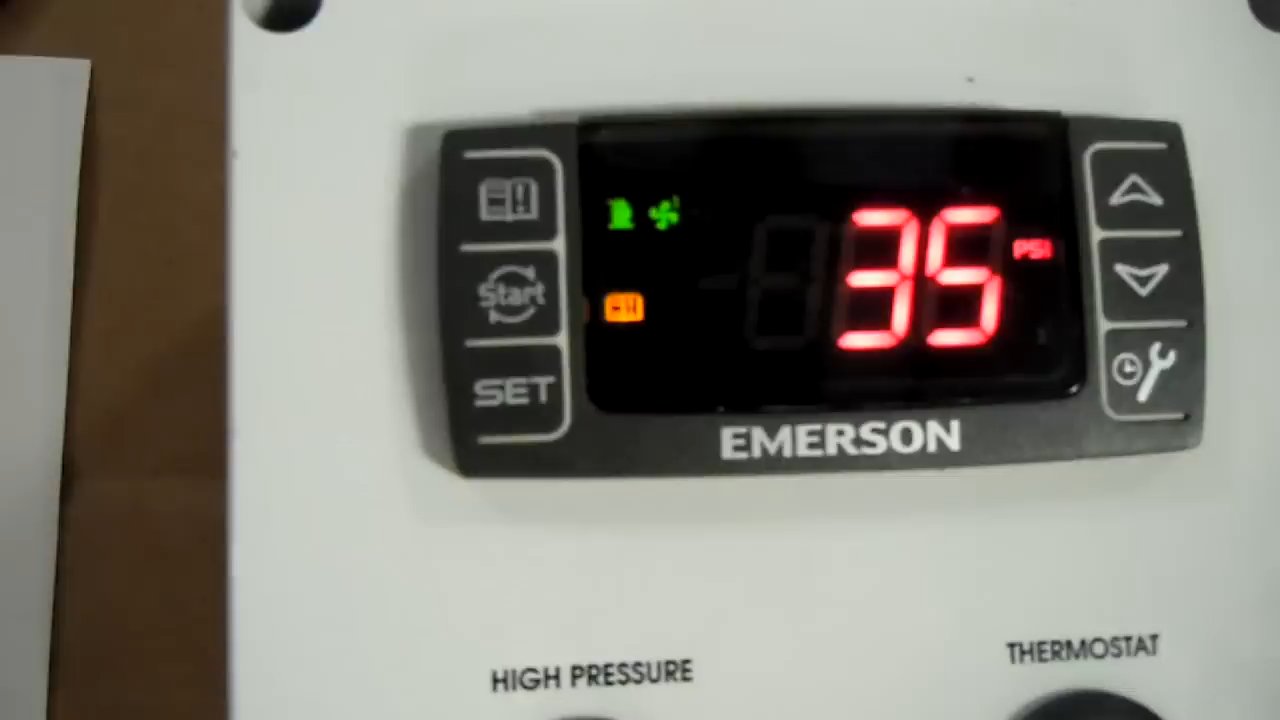 Start
SET
35 PSI
EMERSON
HIGH PRESSURE
THERMOSTAT